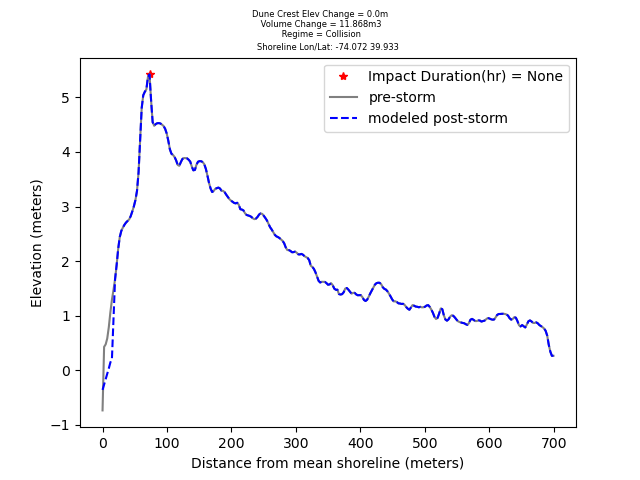 Dune Crest Elev Change = 0.0m
Volume Change = 11.868m3
Regime = Collision
Shoreline Lon/Lat: -74.072 39.933
Impact Duration(hr) = None
pre-storm
modeled post-storm
Elevation (meters)
5
4
3
2
1
0
−1
0 100 200 300 400 500 600 700
Distance from mean shoreline (meters)